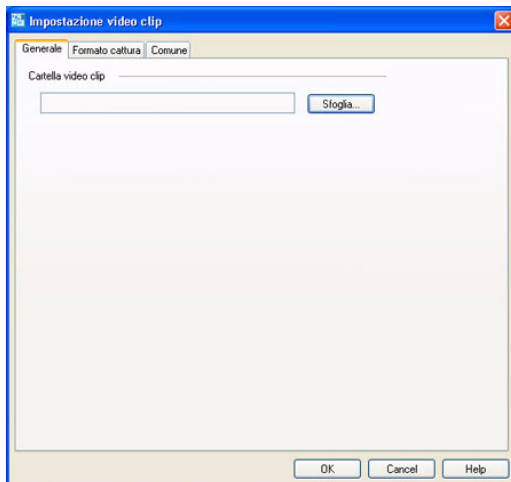 Impostazione video clip
Generale Formato cattura Comune
Cartella video clip
Sfoglia...
OK Cancel Help